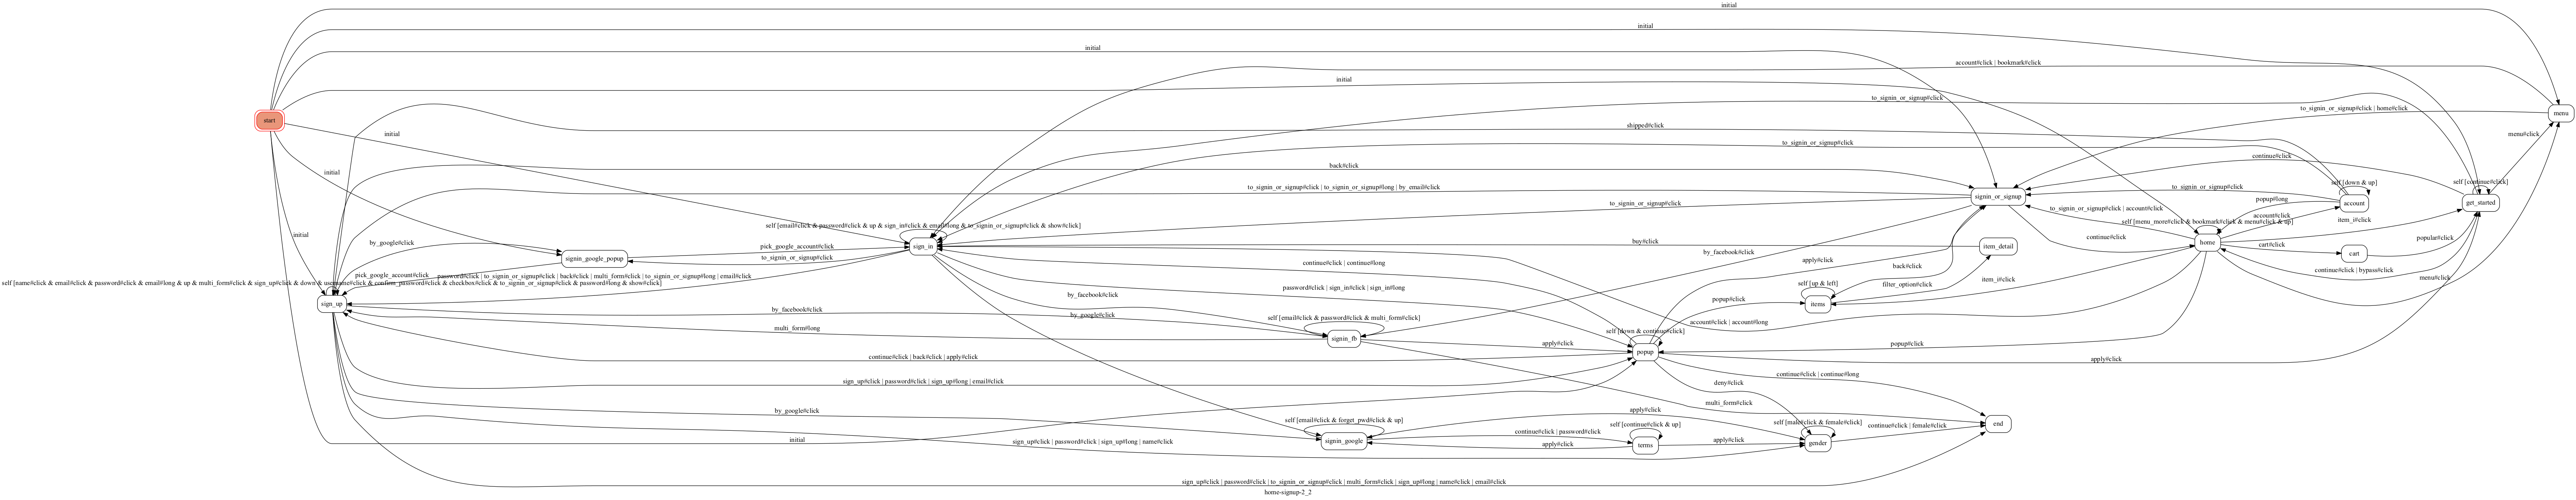 initial
initial
initial
account#click | bookmark#click
initial
to_signin_or_signup#click
to_signin_or_signup#click | home#click
menu
start
shipped#click
initial
menu#click
to_signin_or_signup#click
continue#click
back#click
initial
self [down & up]
self [continue#click]
to_signin_or_signup#click | to_signin_or_signup#long | by_email#click
to_signin_or_signup#click
signin_or_signup
popup#long
account
get_started
to_signin_or_signup#click
to_signin_or_signup#click | account#click
account#click
item_i#click
self [menu_more#click & bookmark#click & menu#click & up]
self [email#click & password#click & up & sign_in#click & email#long & to_signin_or_signup#click & show#click]
initial
by_google#click
pick_google_account#click
sign_in
buy#click
item_detail
continue#click
home
cart#click
popular#click
by_facebook#click
cart
signin_google_popup
to_signin_or_signup#click
continue#click | continue#long
apply#click
back#click
continue#click | bypass#click
pick_google_account#click
password#click | to_signin_or_signup#click | back#click | multi_form#click | to_signin_or_signup#long | email#click
menu#click
item_i#click
self [name#click & email#click & password#click & email#long & up & multi_form#click & sign_up#click & down & username#click & confirm_password#click & checkbox#click & to_signin_or_signup#click & password#long & show#click]
self [up & left]
filter_option#click
password#click | sign_in#click | sign_in#long
by_facebook#click
popup#click
items
sign_up
by_facebook#click
by_google#click
self [email#click & password#click & multi_form#click]
account#click | account#long
multi_form#long
self [down & continue#click]
signin_fb
apply#click
popup#click
popup
continue#click | back#click | apply#click
apply#click
continue#click | continue#long
deny#click
sign_up#click | password#click | sign_up#long | email#click
multi_form#click
by_google#click
apply#click
self [email#click & forget_pwd#click & up]
self [continue#click & up]
self [male#click & female#click]
end
continue#click | female#click
continue#click | password#click
initial
sign_up#click | password#click | sign_up#long | name#click
signin_google
apply#click
terms
apply#click
gender
sign_up#click | password#click | to_signin_or_signup#click | multi_form#click | sign_up#long | name#click | email#click
home-signup-2_2